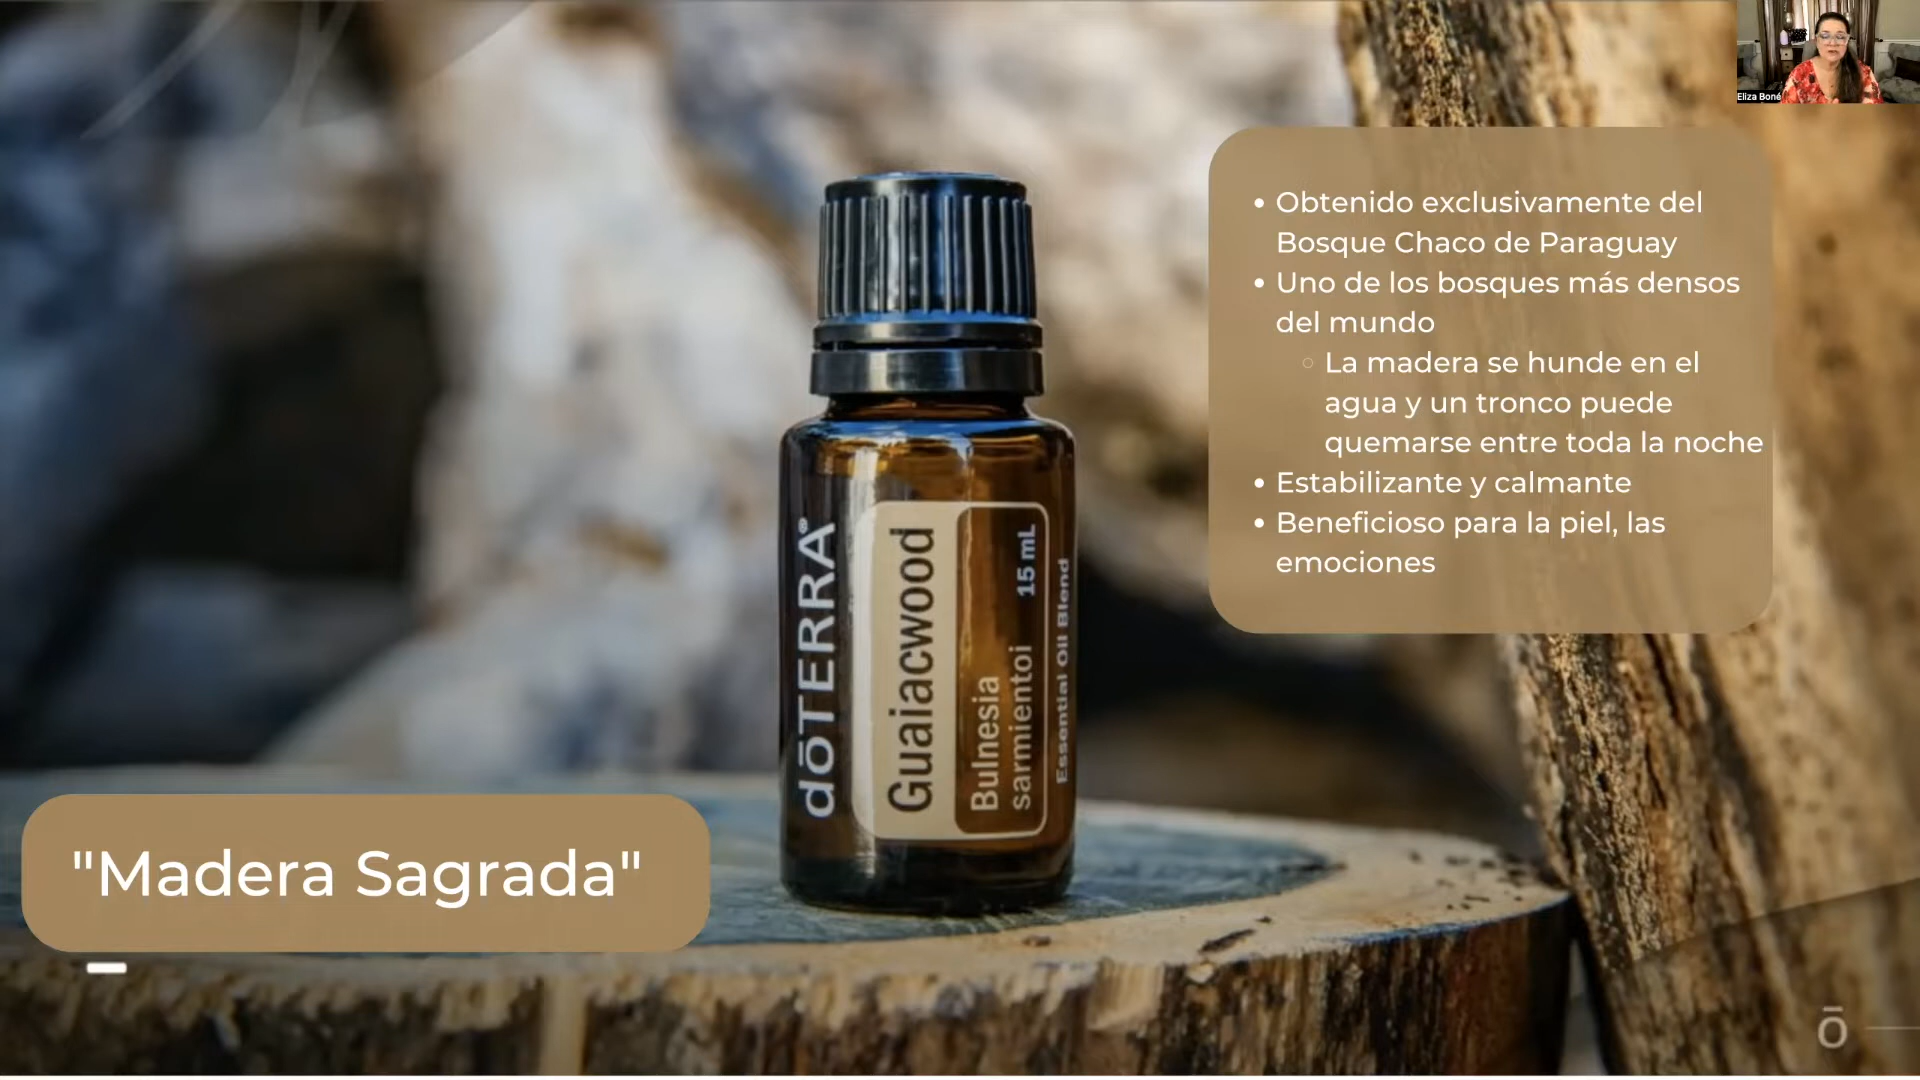 Eliza Boné
• Obtenido exclusivamente del
Bosque Chaco de Paraguay
• Uno de los bosques más densos
del mundo
○ La madera se hunde en el
agua y un tronco puede
quemarse entre toda la noche
• Estabilizante y calmante
• Beneficioso para la piel, las
emociones
dōTERRA®
Guaiacwood
Bulnesia
sarmientoi
15 mL
Essential Oil Blend
"Madera Sagrada"
ō